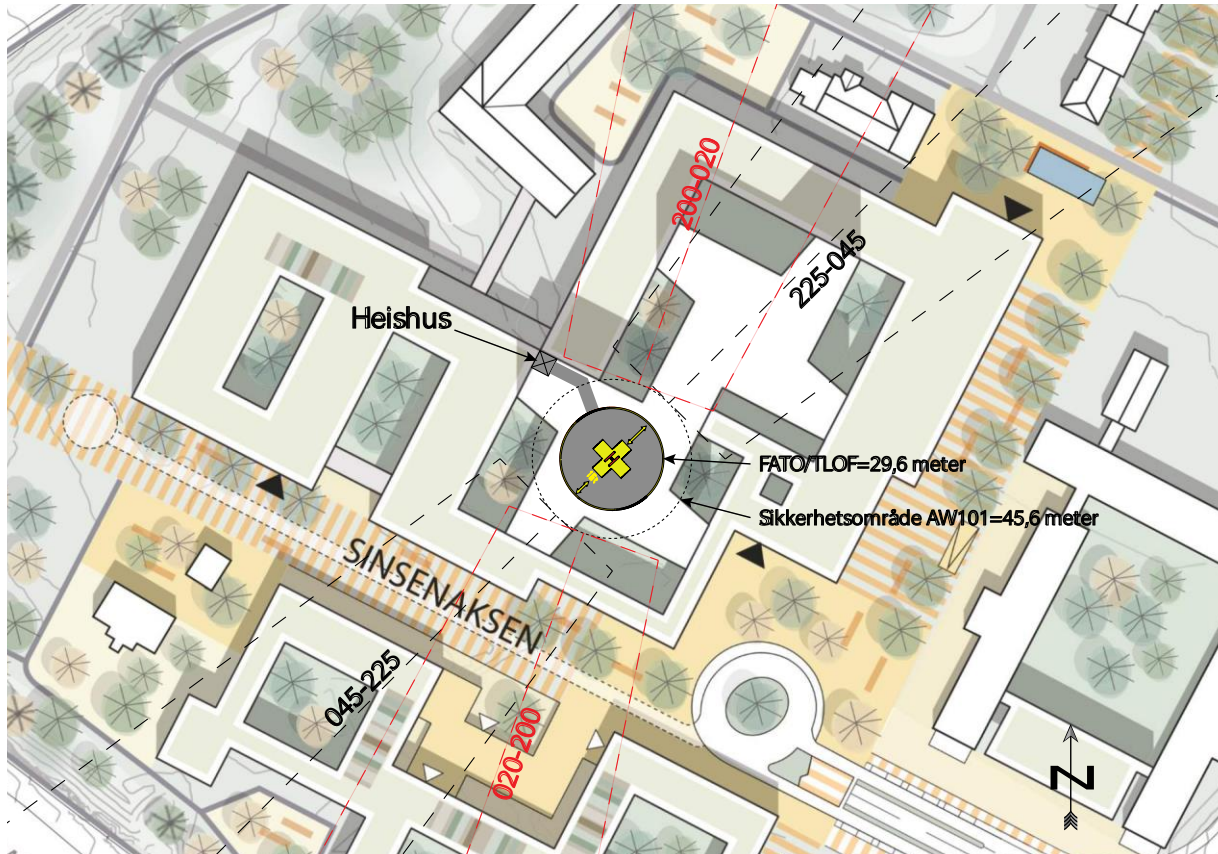 200-020
225-045
Heishus
H
FATO/TLOF=29,6 meter
Sikkerhetsområde AW101=45,6 meter
SINSENAKSEN
045-225
020-200
N